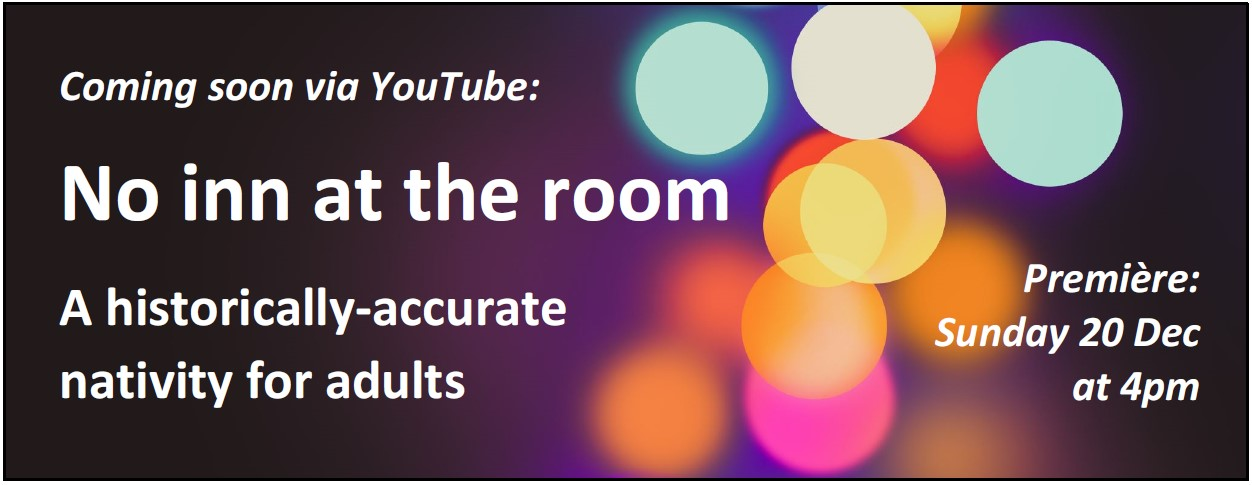 Coming soon via YouTube:
No inn at the room
A historically-accurate
nativity for adults
Première:
Sunday 20 Dec
at 4pm